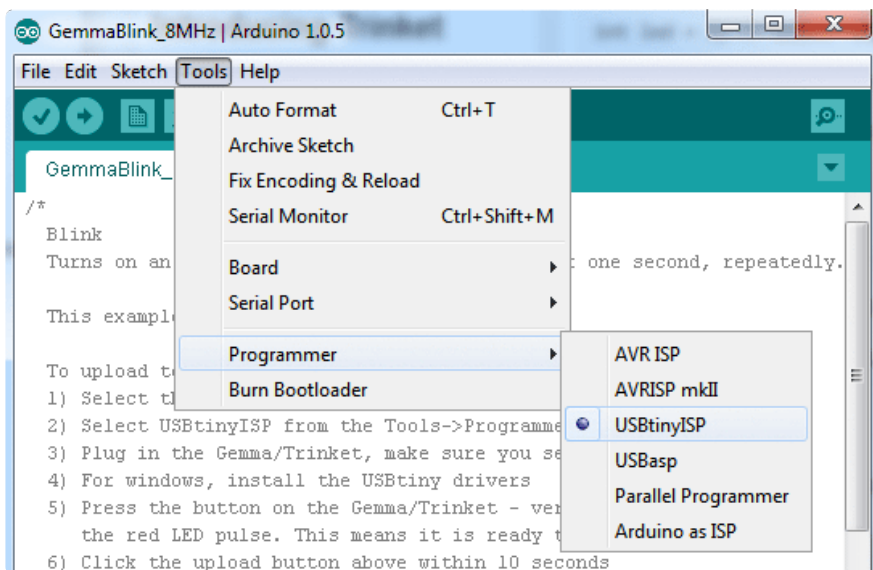 GemmaBlink_8MHz | Arduino 1.0.5
File Edit Sketch Tools Help
Auto Format Ctrl+T
Archive Sketch
GemmaBlink_
Fix Encoding & Reload
/*
Serial Monitor Ctrl+Shift+M
Blink
Turns on an one second, repeatedly.
Board
Serial Port
This example
Programmer
AVR ISP
To upload to
Burn Bootloader
AVRISP mkII
1) Select
2) Select USBtinyISP from the Tools->Programme
USBtinyISP
3) Plug in the Gemma/Trinket, make sure you se
USBasp
4) For windows, install the USBtiny drivers
Parallel Programmer
5) Press the button on the Gemma/Trinket - ver
Arduino as ISP
the red LED pulse. This means it is ready t
6) Click the upload button above within 10 seconds